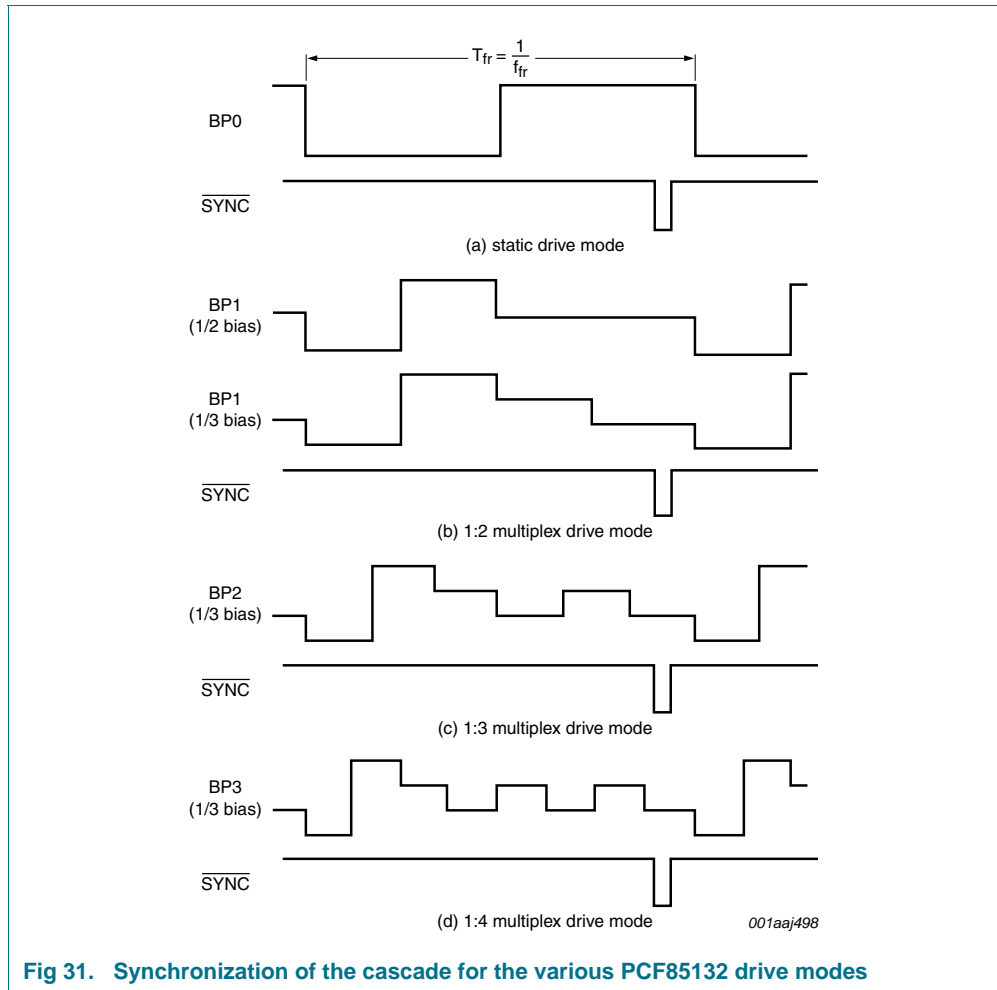 Tfr = 1/ffr
BP0
SYNC
(a) static drive mode
BP1
(1/2 bias)
BP1
(1/3 bias)
SYNC
(b) 1:2 multiplex drive mode
BP2
(1/3 bias)
SYNC
(c) 1:3 multiplex drive mode
BP3
(1/3 bias)
SYNC
(d) 1:4 multiplex drive mode
001aaj498
Fig 31. Synchronization of the cascade for the various PCF85132 drive modes